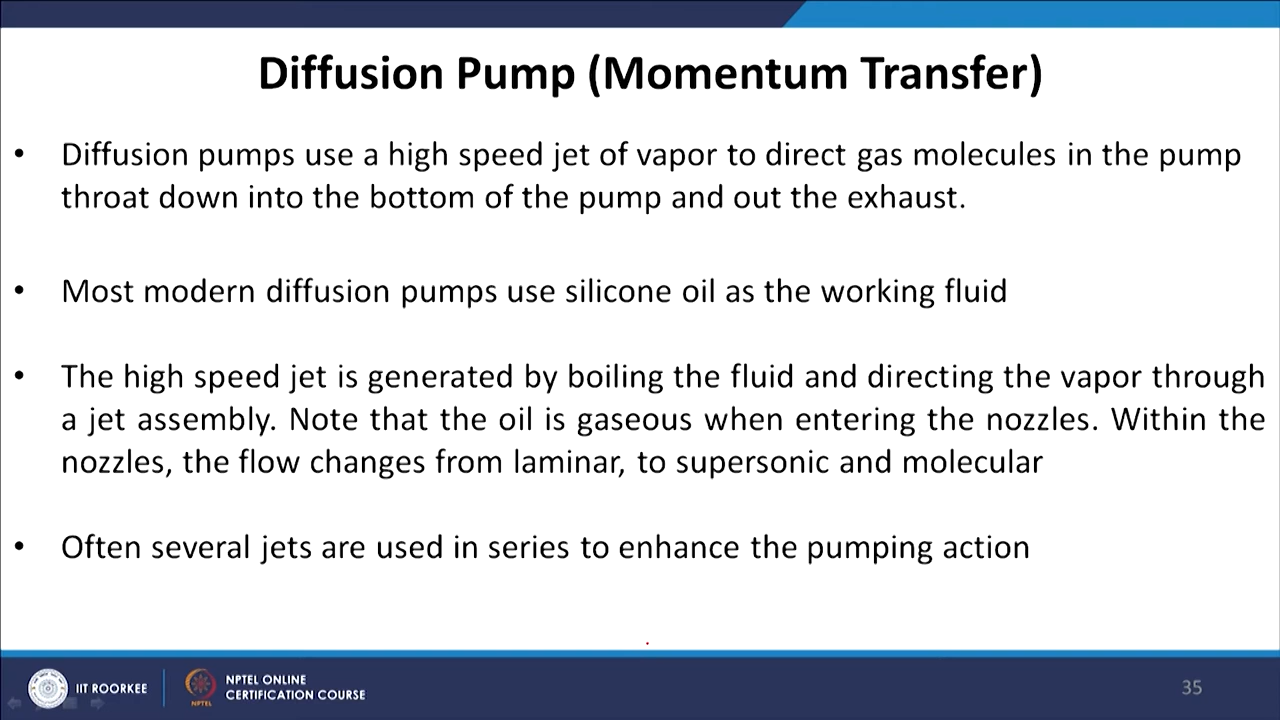 Diffusion Pump (Momentum Transfer)
• Diffusion pumps use a high speed jet of vapor to direct gas molecules in the pump
throat down into the bottom of the pump and out the exhaust.
• Most modern diffusion pumps use silicone oil as the working fluid
• The high speed jet is generated by boiling the fluid and directing the vapor through
a jet assembly. Note that the oil is gaseous when entering the nozzles. Within the
nozzles, the flow changes from laminar, to supersonic and molecular
• Often several jets are used in series to enhance the pumping action
IIT ROORKEE
NPTEL
NPTEL ONLINE
CERTIFICATION COURSE
35